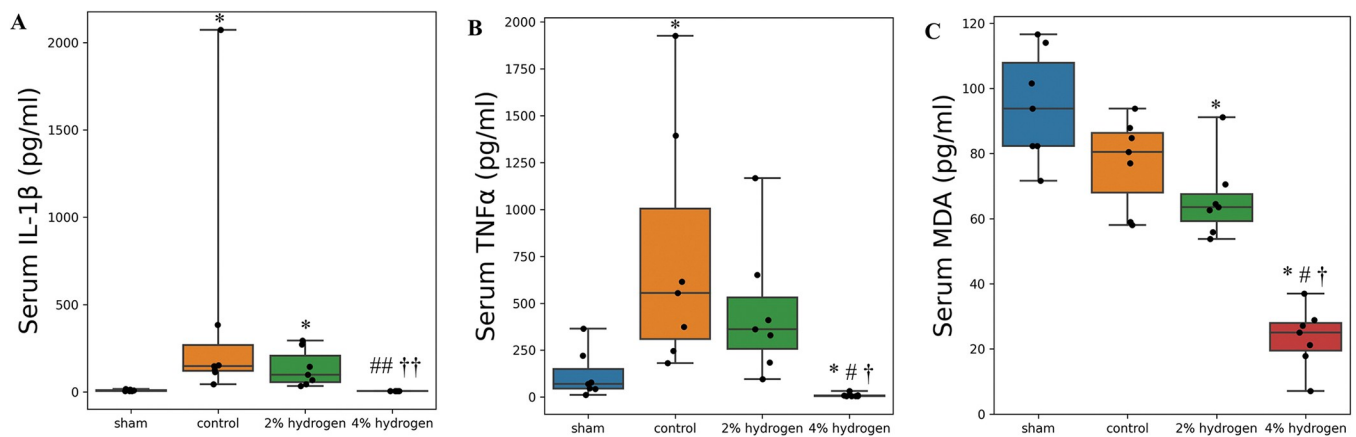 A
Serum IL-1β (pg/ml)
2000
1500
1000
500
0
*
*
## ††
sham control 2% hydrogen 4% hydrogen
B
Serum TNFα (pg/ml)
2000
1750
1500
1250
1000
750
500
250
0
*
* # †
sham control 2% hydrogen 4% hydrogen
C
Serum MDA (pg/ml)
120
100
80
60
40
20
0
*
* # †
sham control 2% hydrogen 4% hydrogen